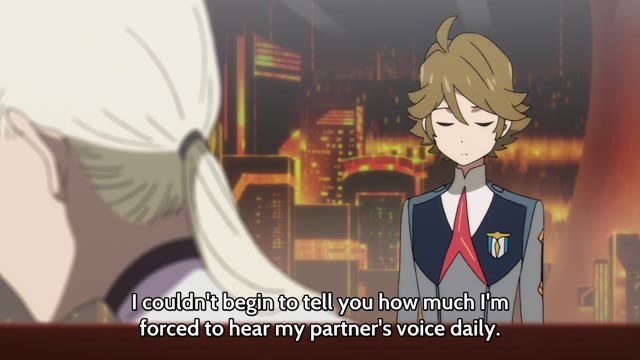 I couldn't begin to tell you how much I'm
forced to hear my partner's voice daily.